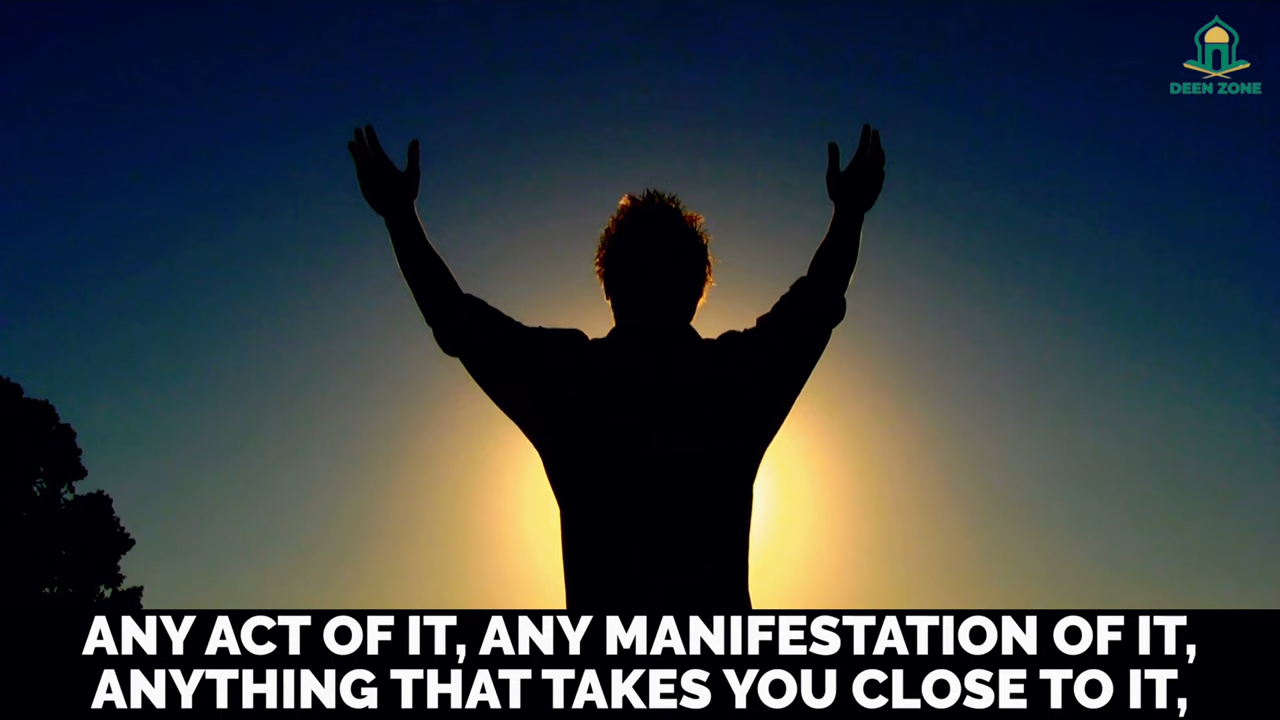 DEEN ZONE
ANY ACT OF IT, ANY MANIFESTATION OF IT,
ANYTHING THAT TAKES YOU CLOSE TO IT,